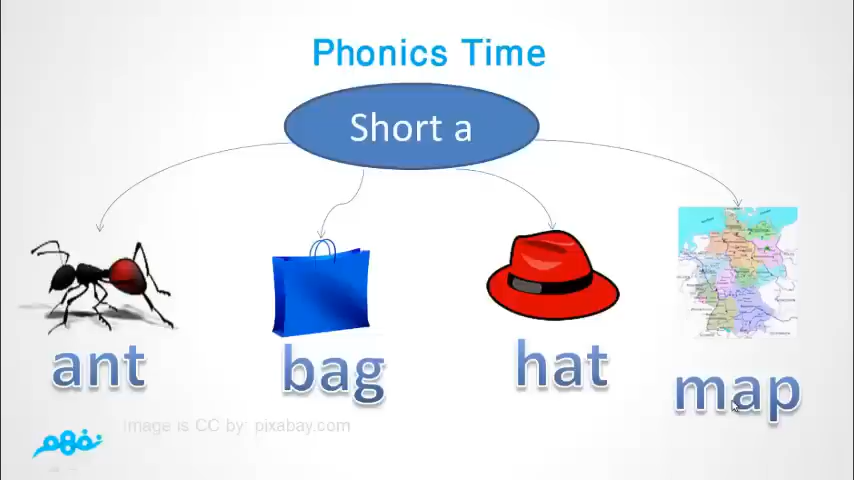 Phonics Time
Short a
ant
bag
hat
map
Image is CC by: pixabay.com
نفهم